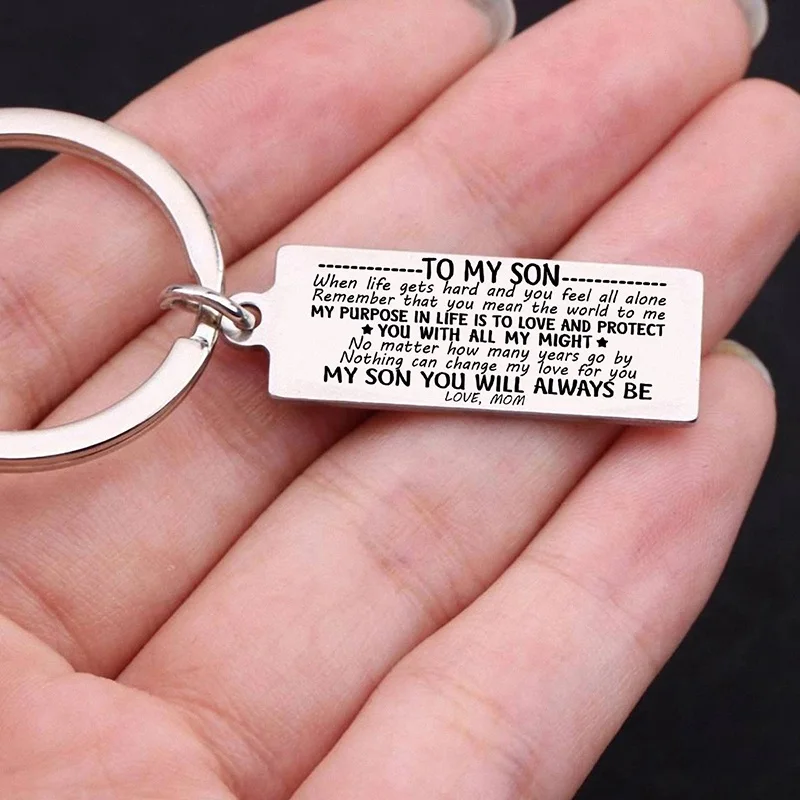 -------------TO MY SON-------------
When life gets hard and you feel all alone
Remember that you mean the world to me
MY PURPOSE IN LIFE IS TO LOVE AND PROTECT
★YOU WITH ALL MY MIGHT★
No matter how many years go by
Nothing can change my love for you
MY SON YOU WILL ALWAYS BE
LOVE, MOM